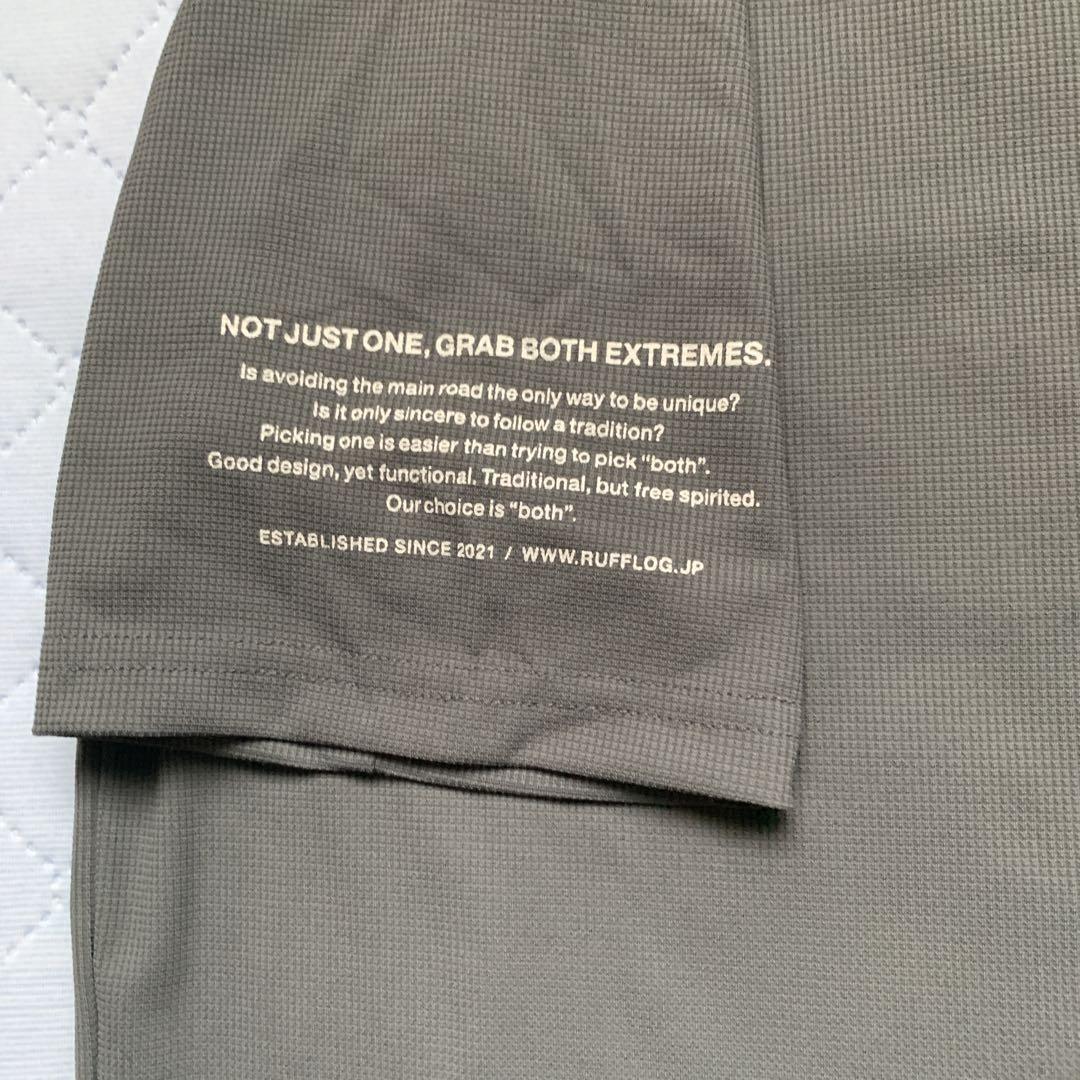 NOT JUST ONE, GRAB BOTH EXTREMES.
Is avoiding the main road the only way to be unique?
Is it only sincere to follow a tradition?
Picking one is easier than trying to pick “both”.
Good design, yet functional. Traditional, but free spirited.
Our choice is “both”.
ESTABLISHED SINCE 2021 / WWW.RUFFLOG.JP